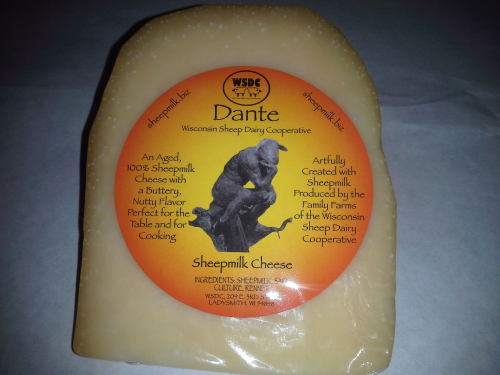 WSDC
Dante
Wisconsin Sheep Dairy Cooperative
sheepmilk.biz
sheepmilk.biz
An Aged,
100% Sheepmilk
Cheese with
a Buttery,
Nutty Flavor
Perfect for the
Table and for
Cooking
Artfully
Created with
Sheepmilk
Produced by the
Family Farms
of the Wisconsin
Sheep Dairy
Cooperative
Sheepmilk Cheese
INGREDIENTS: SHEEPMILK,
CULTURE,
WSDC, 209 E. 3RD
LADYSMITH, WI